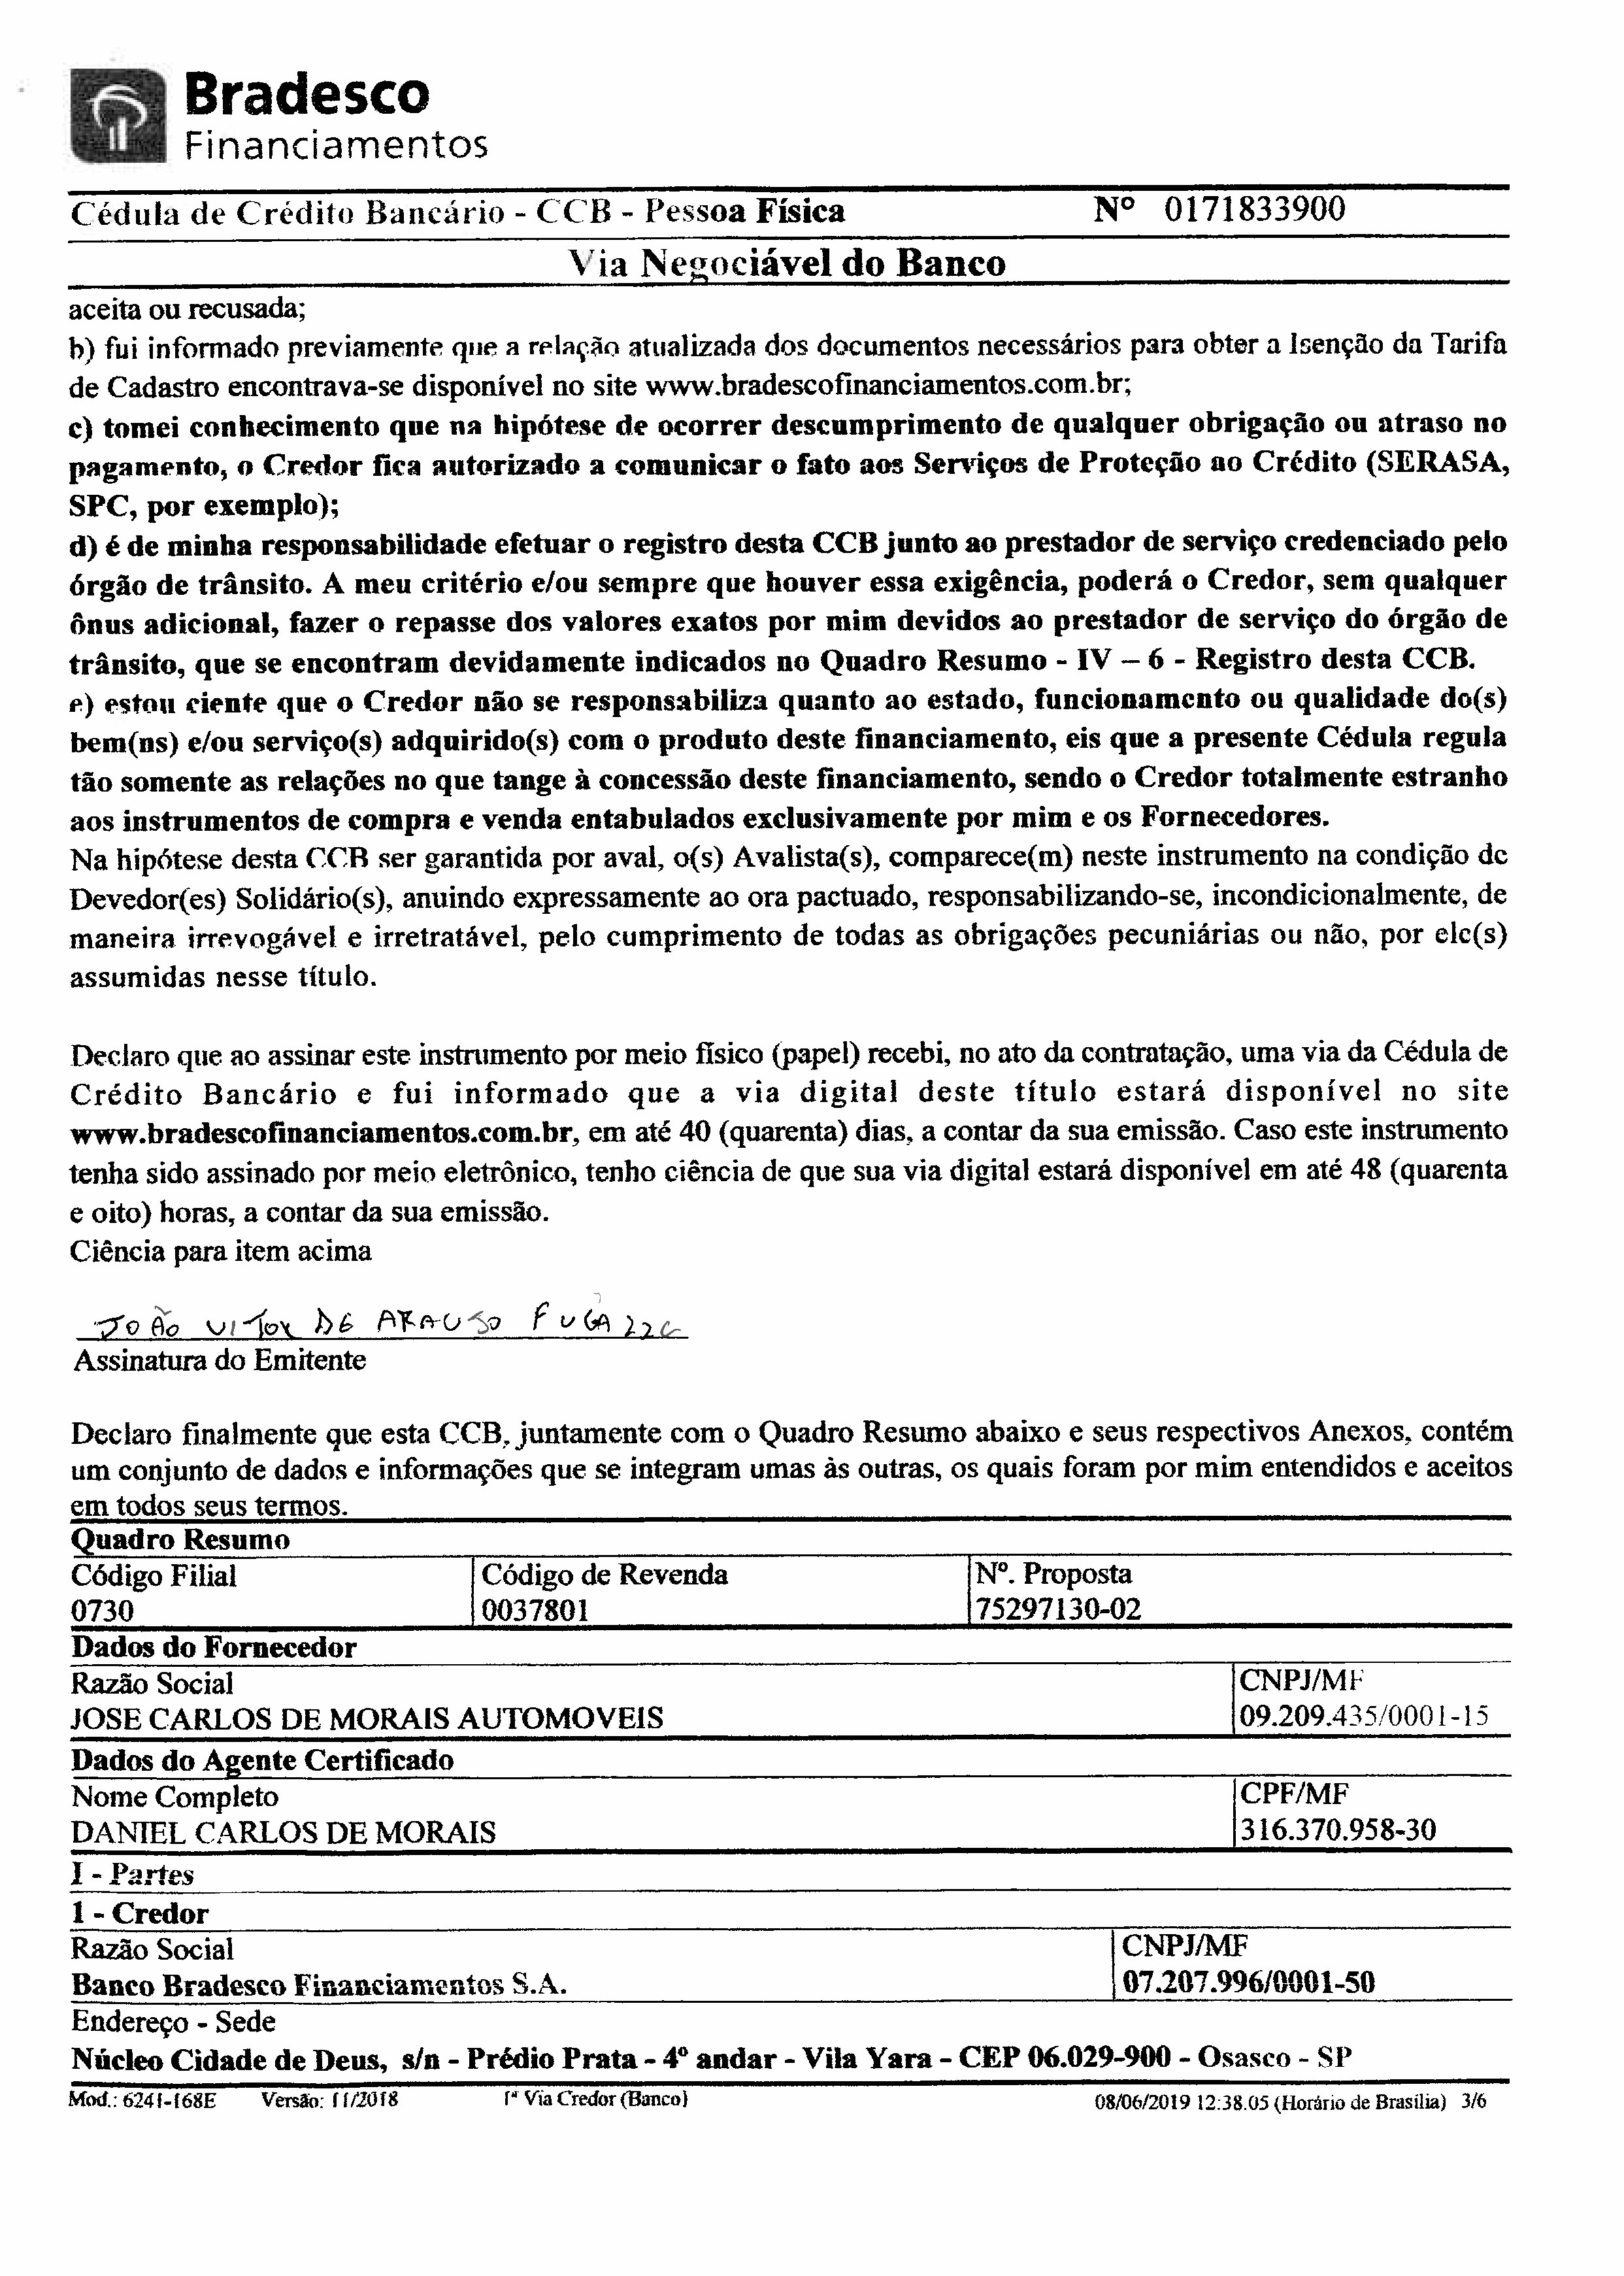 Bradesco
Financiamentos
Cédula de Crédito Bancário - CCB - Pessoa Física Nº 0171833900
Via Negociável do Banco
aceita ou recusada;
b) fui informado previamente que a relação atualizada dos documentos necessários para obter a Isenção da Tarifa
de Cadastro encontrava-se disponível no site www.bradescofinanciamentos.com.br;
c) tomei conhecimento que na hipótese de ocorrer descumprimento de qualquer obrigação ou atraso no
pagamento, o Credor fica autorizado a comunicar o fato aos Serviços de Proteção ao Crédito (SERASA,
SPC, por exemplo);
d) é de minha responsabilidade efetuar o registro desta CCB junto ao prestador de serviço credenciado pelo
órgão de trânsito. A meu critério e/ou sempre que houver essa exigência, poderá o Credor, sem qualquer
ônus adicional, fazer o repasse dos valores exatos por mim devidos ao prestador de serviço do órgão de
trânsito, que se encontram devidamente indicados no Quadro Resumo - IV – 6 - Registro desta CCB.
e) estou ciente que o Credor não se responsabiliza quanto ao estado, funcionamento ou qualidade do(s)
bem(ns) e/ou serviço(s) adquirido(s) com o produto deste financiamento, eis que a presente Cédula regula
tão somente as relações no que tange à concessão deste financiamento, sendo o Credor totalmente estranho
aos instrumentos de compra e venda entabulados exclusivamente por mim e os Fornecedores.
Na hipótese desta CCB ser garantida por aval, o(s) Avalista(s), comparece(m) neste instrumento na condição de
Devedor(es) Solidário(s), anuindo expressamente ao ora pactuado, responsabilizando-se, incondicionalmente, de
maneira irrevogável e irretratável, pelo cumprimento de todas as obrigações pecuniárias ou não, por ele(s)
assumidas nesse título.
Declaro que ao assinar este instrumento por meio físico (papel) recebi, no ato da contratação, uma via da Cédula de
Crédito Bancário e fui informado que a via digital deste título estará disponível no site
www.bradescofinanciamentos.com.br, em até 40 (quarenta) dias, a contar da sua emissão. Caso este instrumento
tenha sido assinado por meio eletrônico, tenho ciência de que sua via digital estará disponível em até 48 (quarenta
e oito) horas, a contar da sua emissão.
Ciência para item acima
JOÃO VITOR DE ARAUJO
Assinatura do Emitente
Declaro finalmente que esta CCB, juntamente com o Quadro Resumo abaixo e seus respectivos Anexos, contém
um conjunto de dados e informações que se integram umas às outras, os quais foram por mim entendidos e aceitos
em todos seus termos.
Quadro Resumo
Código Filial Código de Revenda Nº. Proposta
0730 0037801 75297130-02
Dados do Fornecedor
Razão Social CNPJ/MF
JOSE CARLOS DE MORAIS AUTOMOVEIS 09.209.435/0001-15
Dados do Agente Certificado
Nome Completo CPF/MF
DANIEL CARLOS DE MORAIS 316.370.958-30
I - Partes
1 - Credor
Razão Social CNPJ/MF
Banco Bradesco Financiamentos S.A. 07.207.996/0001-50
Endereço - Sede
Núcleo Cidade de Deus, s/n - Prédio Prata - 4º andar - Vila Yara - CEP 06.029-900 - Osasco - SP
Mod.: 6241-168E Versão: 11/2018 1ª Via Credor (Banco) 08/06/2019 12:38.05 (Horário de Brasília) 3/6